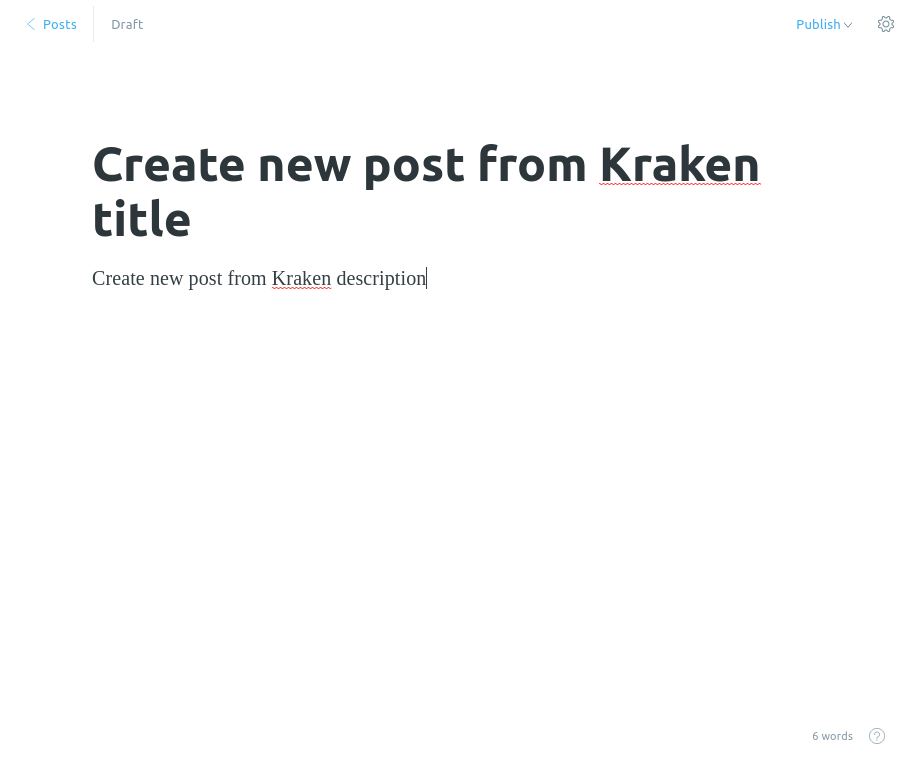 Posts
Draft
Publish
Create new post from Kraken
title
Create new post from Kraken description
6 words
?